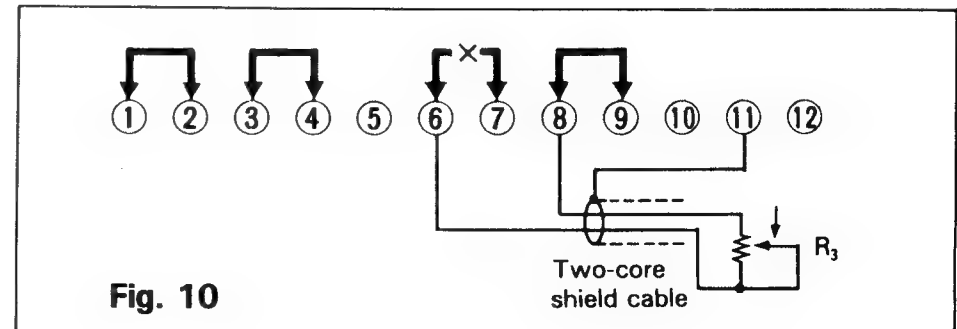 ×
① ② ③ ④ ⑤ ⑥ ⑦ ⑧ ⑨ ⑩ ⑪ ⑫
R₃
Two-core
shield cable
Fig. 10